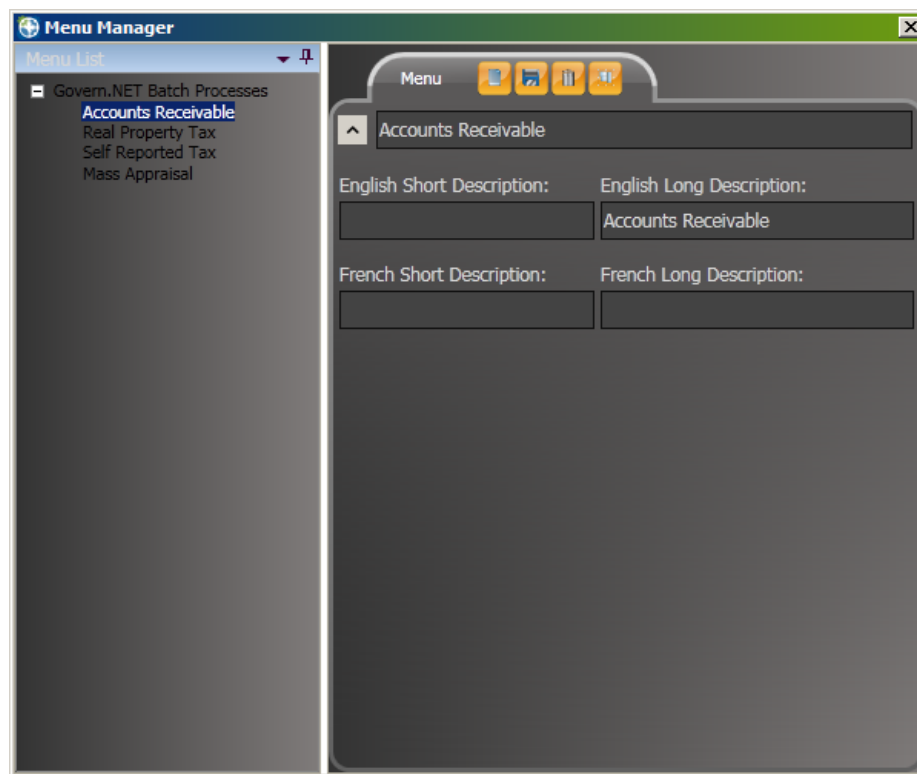 Menu Manager
Menu List
Govern.NET Batch Processes
Accounts Receivable
Real Property Tax
Self Reported Tax
Mass Appraisal
Menu
Accounts Receivable
English Short Description:
English Long Description:
Accounts Receivable
French Short Description:
French Long Description: